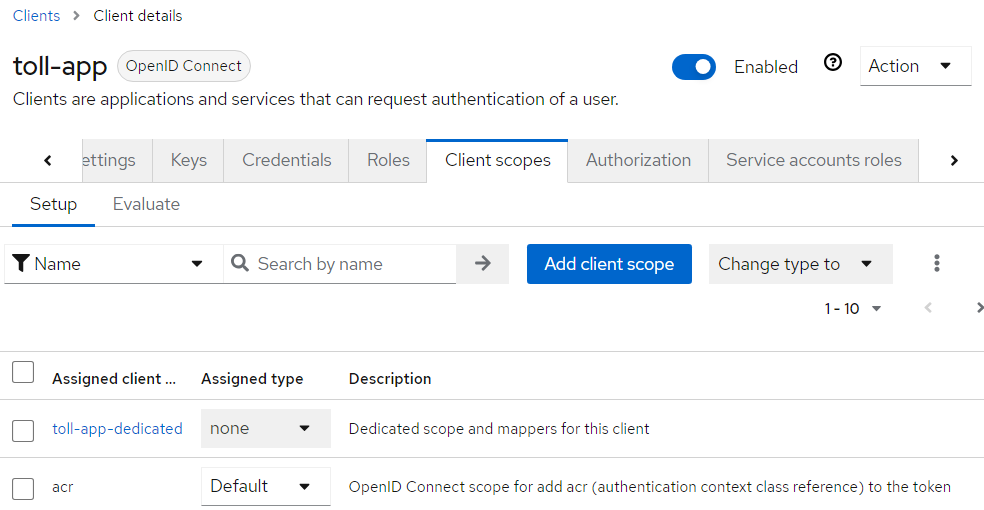 Clients > Client details
toll-app OpenID Connect Enabled Action
Clients are applications and services that can request authentication of a user.
ettings Keys Credentials Roles Client scopes Authorization Service accounts roles
Setup Evaluate
Name Search by name Add client scope Change type to
1 - 10
Assigned client ... Assigned type Description
toll-app-dedicated none Dedicated scope and mappers for this client
acr Default OpenID Connect scope for add acr (authentication context class reference) to the token